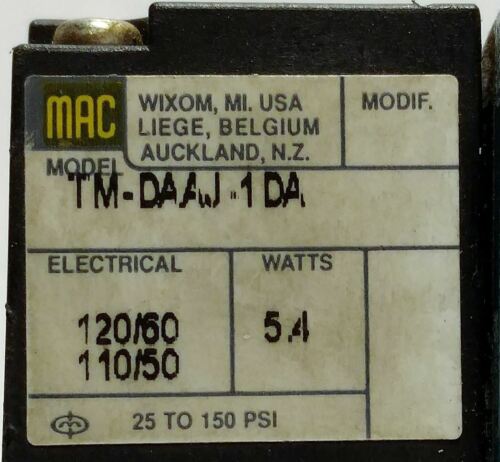 MAC
WIXOM, MI. USA
LIEGE, BELGIUM
AUCKLAND, N.Z.
MODIF.
MODEL
TM-DAAJ-1DA
ELECTRICAL
WATTS
120/60
110/50
5.4
25 TO 150 PSI